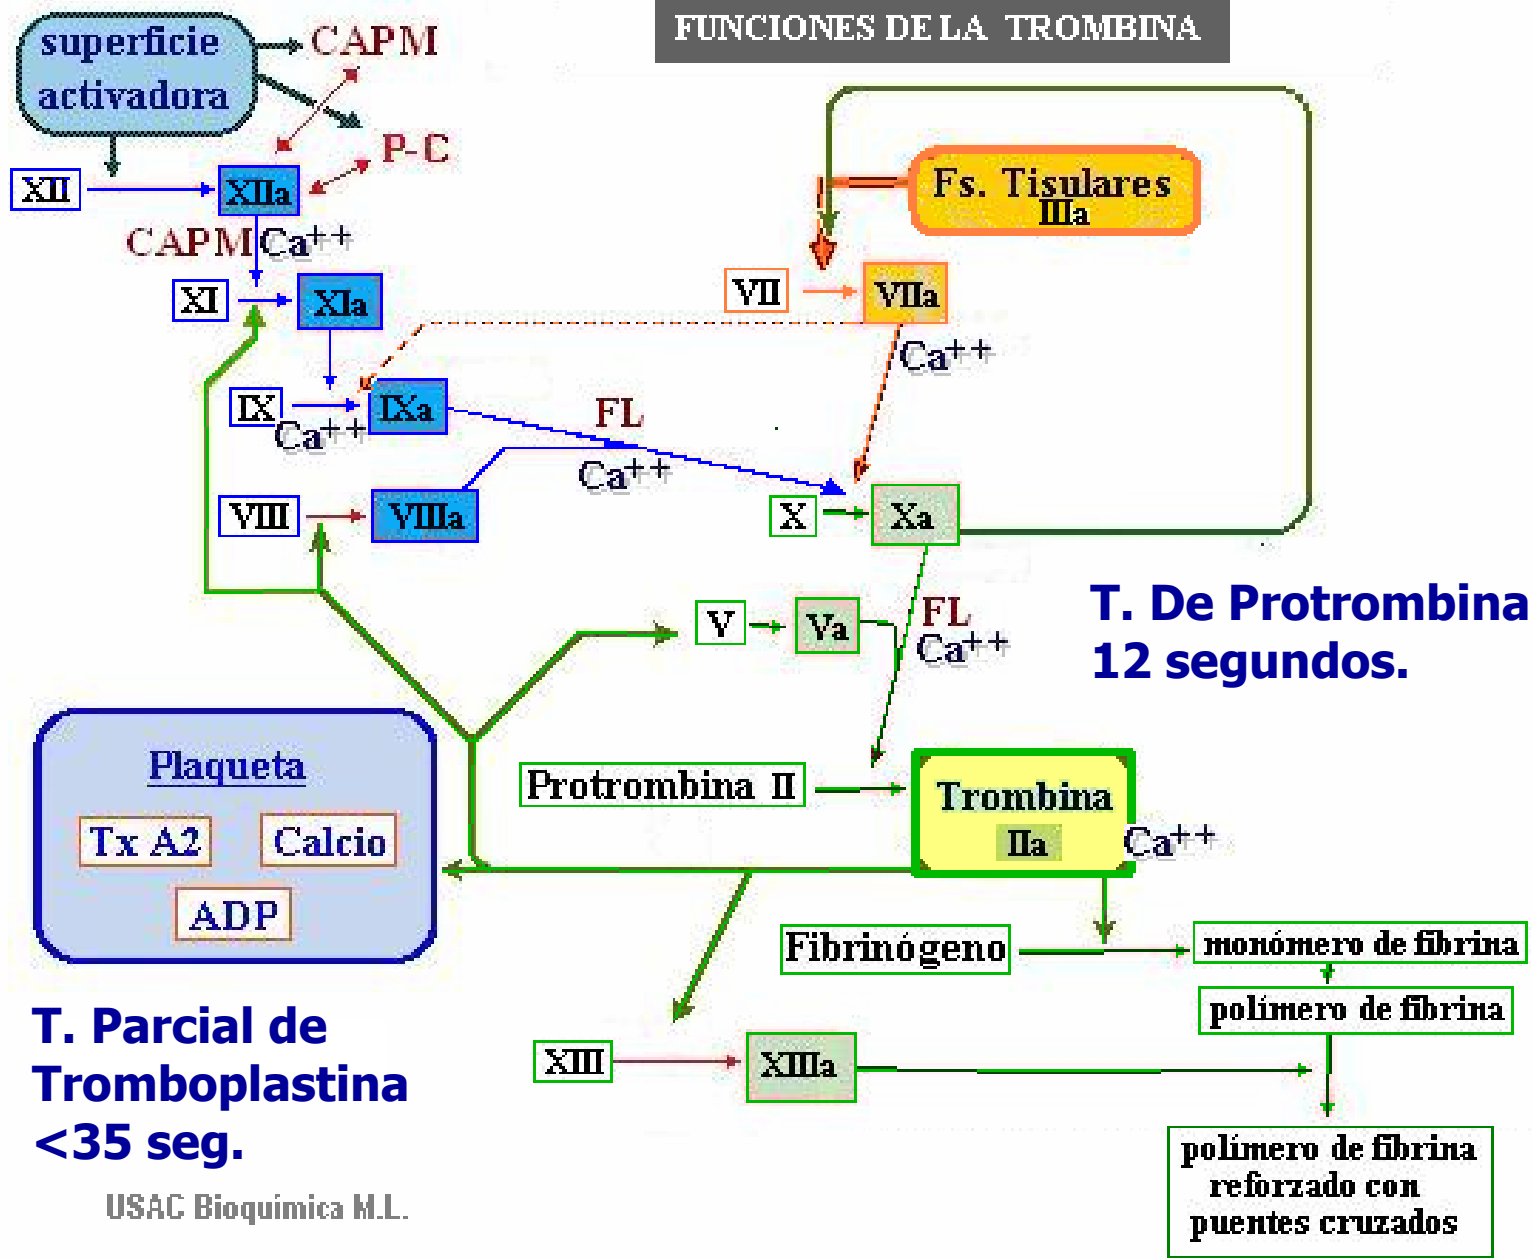 FUNCIONES DE LA TROMBINA
superficie
activadora
CAPM
P-C
XII
XIIa
CAPM
Ca++
Fs. Tisulares
IIIa
XI
XIa
VII
VIIa
Ca++
IX
IXa
Ca++
FL
Ca++
VIII
VIIIa
X
Xa
T. De Protrombina
12 segundos.
V
Va
FL
Ca++
Plaqueta
Tx A2
Calcio
ADP
Protrombina II
Trombina
IIa
Ca++
Fibrinógeno
monómero de fibrina
polímero de fibrina
T. Parcial de
Tromboplastina
<35 seg.
XIII
XIIIa
polímero de fibrina
reforzado con
puentes cruzados
USAC Bioquímica M.L.